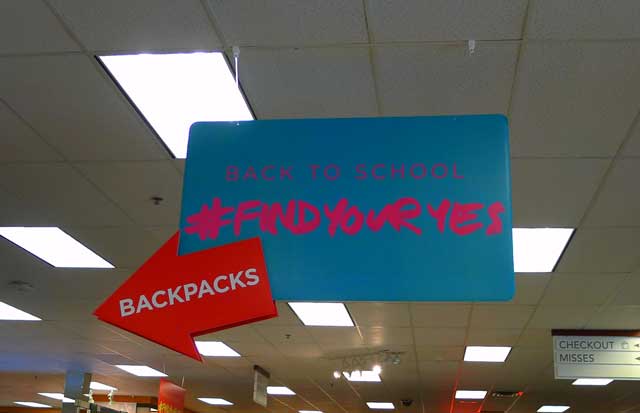 BACK TO SCHOOL
#FINDYOURYES
BACKPACKS
CHECKOUT
MISSES